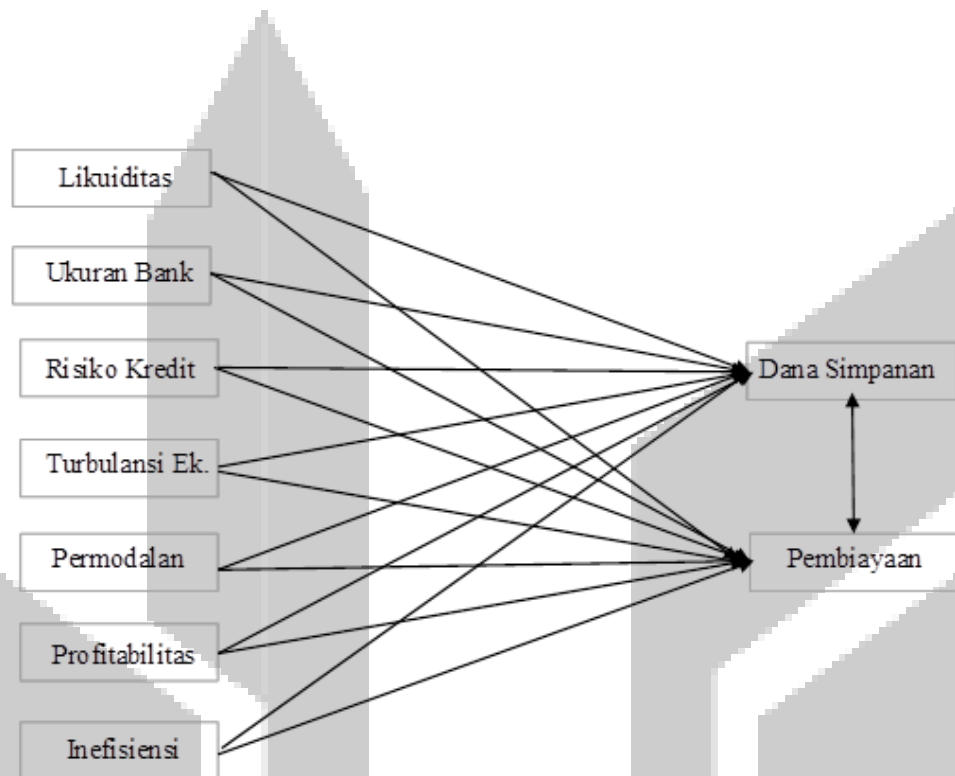 Likuiditas
Ukuran Bank
Risiko Kredit
Turbulansi Ek.
Permodalan
Profitabilitas
Inefisiensi
Dana Simpanan
Pembiayaan